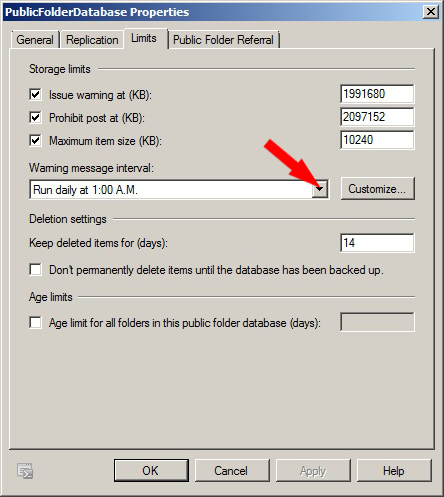 PublicFolderDatabase Properties
General Replication Limits Public Folder Referral
Storage limits
Issue warning at (KB): 1991680
Prohibit post at (KB): 2097152
Maximum item size (KB): 10240
Warning message interval:
Run daily at 1:00 A.M. Customize...
Deletion settings
Keep deleted items for (days): 14
Don't permanently delete items until the database has been backed up.
Age limits
Age limit for all folders in this public folder database (days):
OK Cancel Apply Help